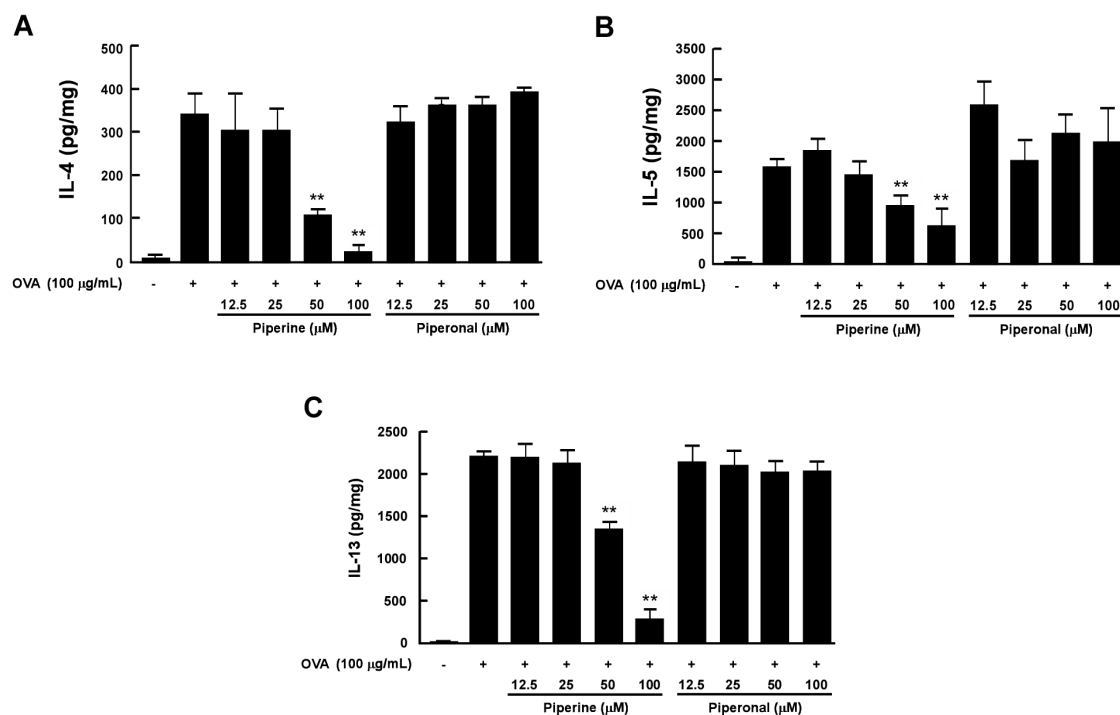 A
IL-4 (pg/mg)
500
400
300
200
100
0
** **
OVA (100 μg/mL) - + + + + + + + + +
12.5 25 50 100 12.5 25 50 100
Piperine (μM) Piperonal (μM)
B
IL-5 (pg/mg)
3500
3000
2500
2000
1500
1000
500
0
** **
OVA (100 μg/mL) - + + + + + + + + +
12.5 25 50 100 12.5 25 50 100
Piperine (μM) Piperonal (μM)
C
IL-13 (pg/mg)
2500
2000
1500
1000
500
0
**
**
OVA (100 μg/mL) - + + + + + + + + +
12.5 25 50 100 12.5 25 50 100
Piperine (μM) Piperonal (μM)